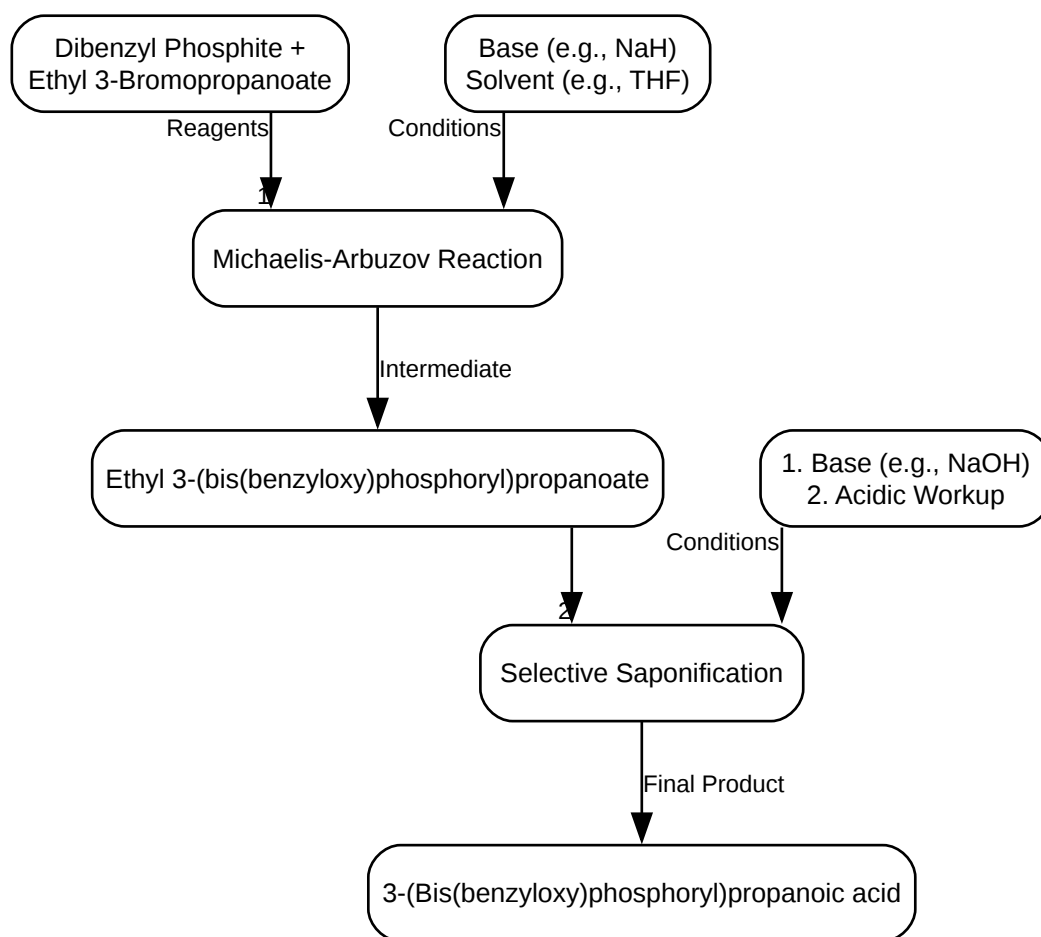 Dibenzyl Phosphite +
Ethyl 3-Bromopropanoate
Base (e.g., NaH)
Solvent (e.g., THF)
Reagents
Conditions
1
Michaelis-Arbuzov Reaction
Intermediate
Ethyl 3-(bis(benzyloxy)phosphoryl)propanoate
1. Base (e.g., NaOH)
2. Acidic Workup
Conditions
2
Selective Saponification
Final Product
3-(Bis(benzyloxy)phosphoryl)propanoic acid